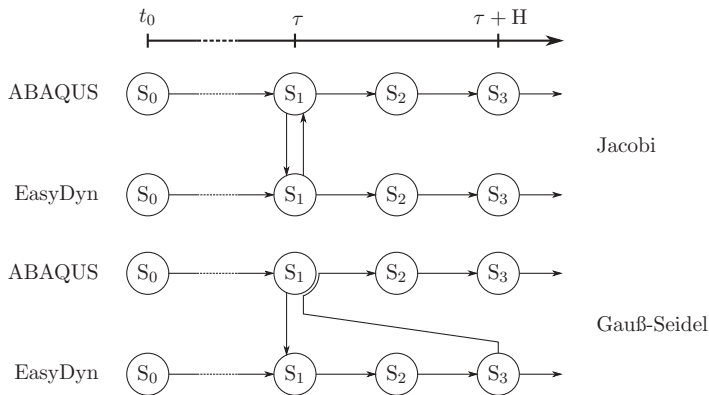 t₀ τ τ + H
ABAQUS S₀ S₁ S₂ S₃
Jacobi
EasyDyn S₀ S₁ S₂ S₃
ABAQUS S₀ S₁ S₂ S₃
Gauß-Seidel
EasyDyn S₀ S₁ S₂ S₃